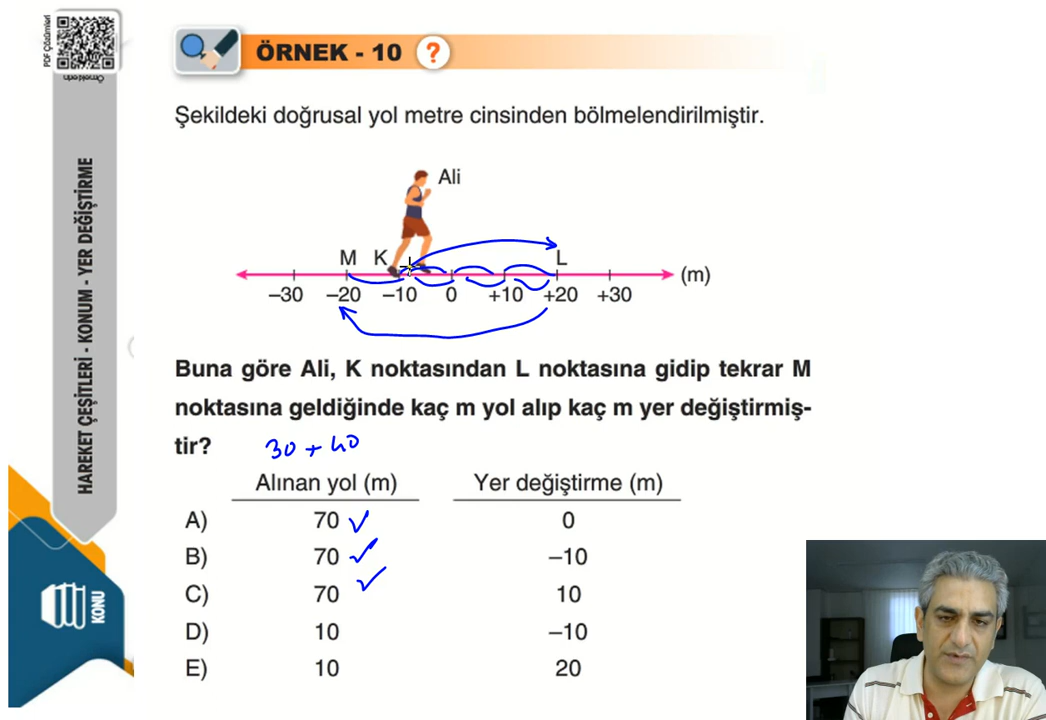 PDF Çözümleri
ÖRNEK - 10 ?
Şekildeki doğrusal yol metre cinsinden bölmelendirilmiştir.
Ali
M K L
(m)
–30 –20 –10 0 +10 +20 +30
Buna göre Ali, K noktasından L noktasına gidip tekrar M
noktasına geldiğinde kaç m yol alıp kaç m yer değiştirmiş-
tir? 30 + 40
Alınan yol (m) Yer değiştirme (m)
A) 70 0
B) 70 –10
C) 70 10
D) 10 –10
E) 10 20
HAREKET ÇEŞİTLERİ - KONUM - YER DEĞİŞTİRME
KONU